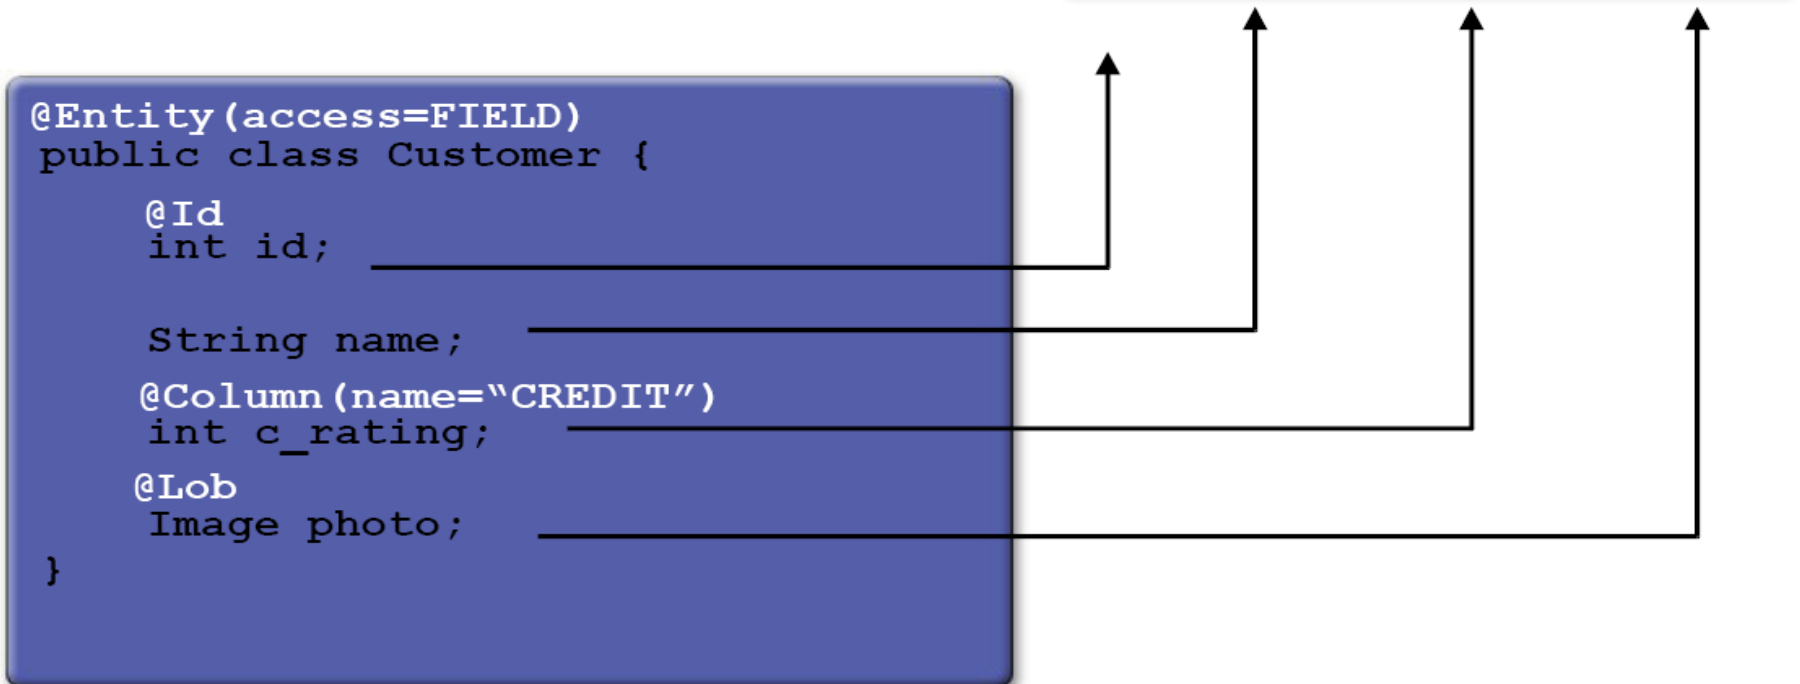 @Entity(access=FIELD)
public class Customer {
@Id
int id;
String name;
@Column(name=“CREDIT”)
int c_rating;
@Lob
Image photo;
}